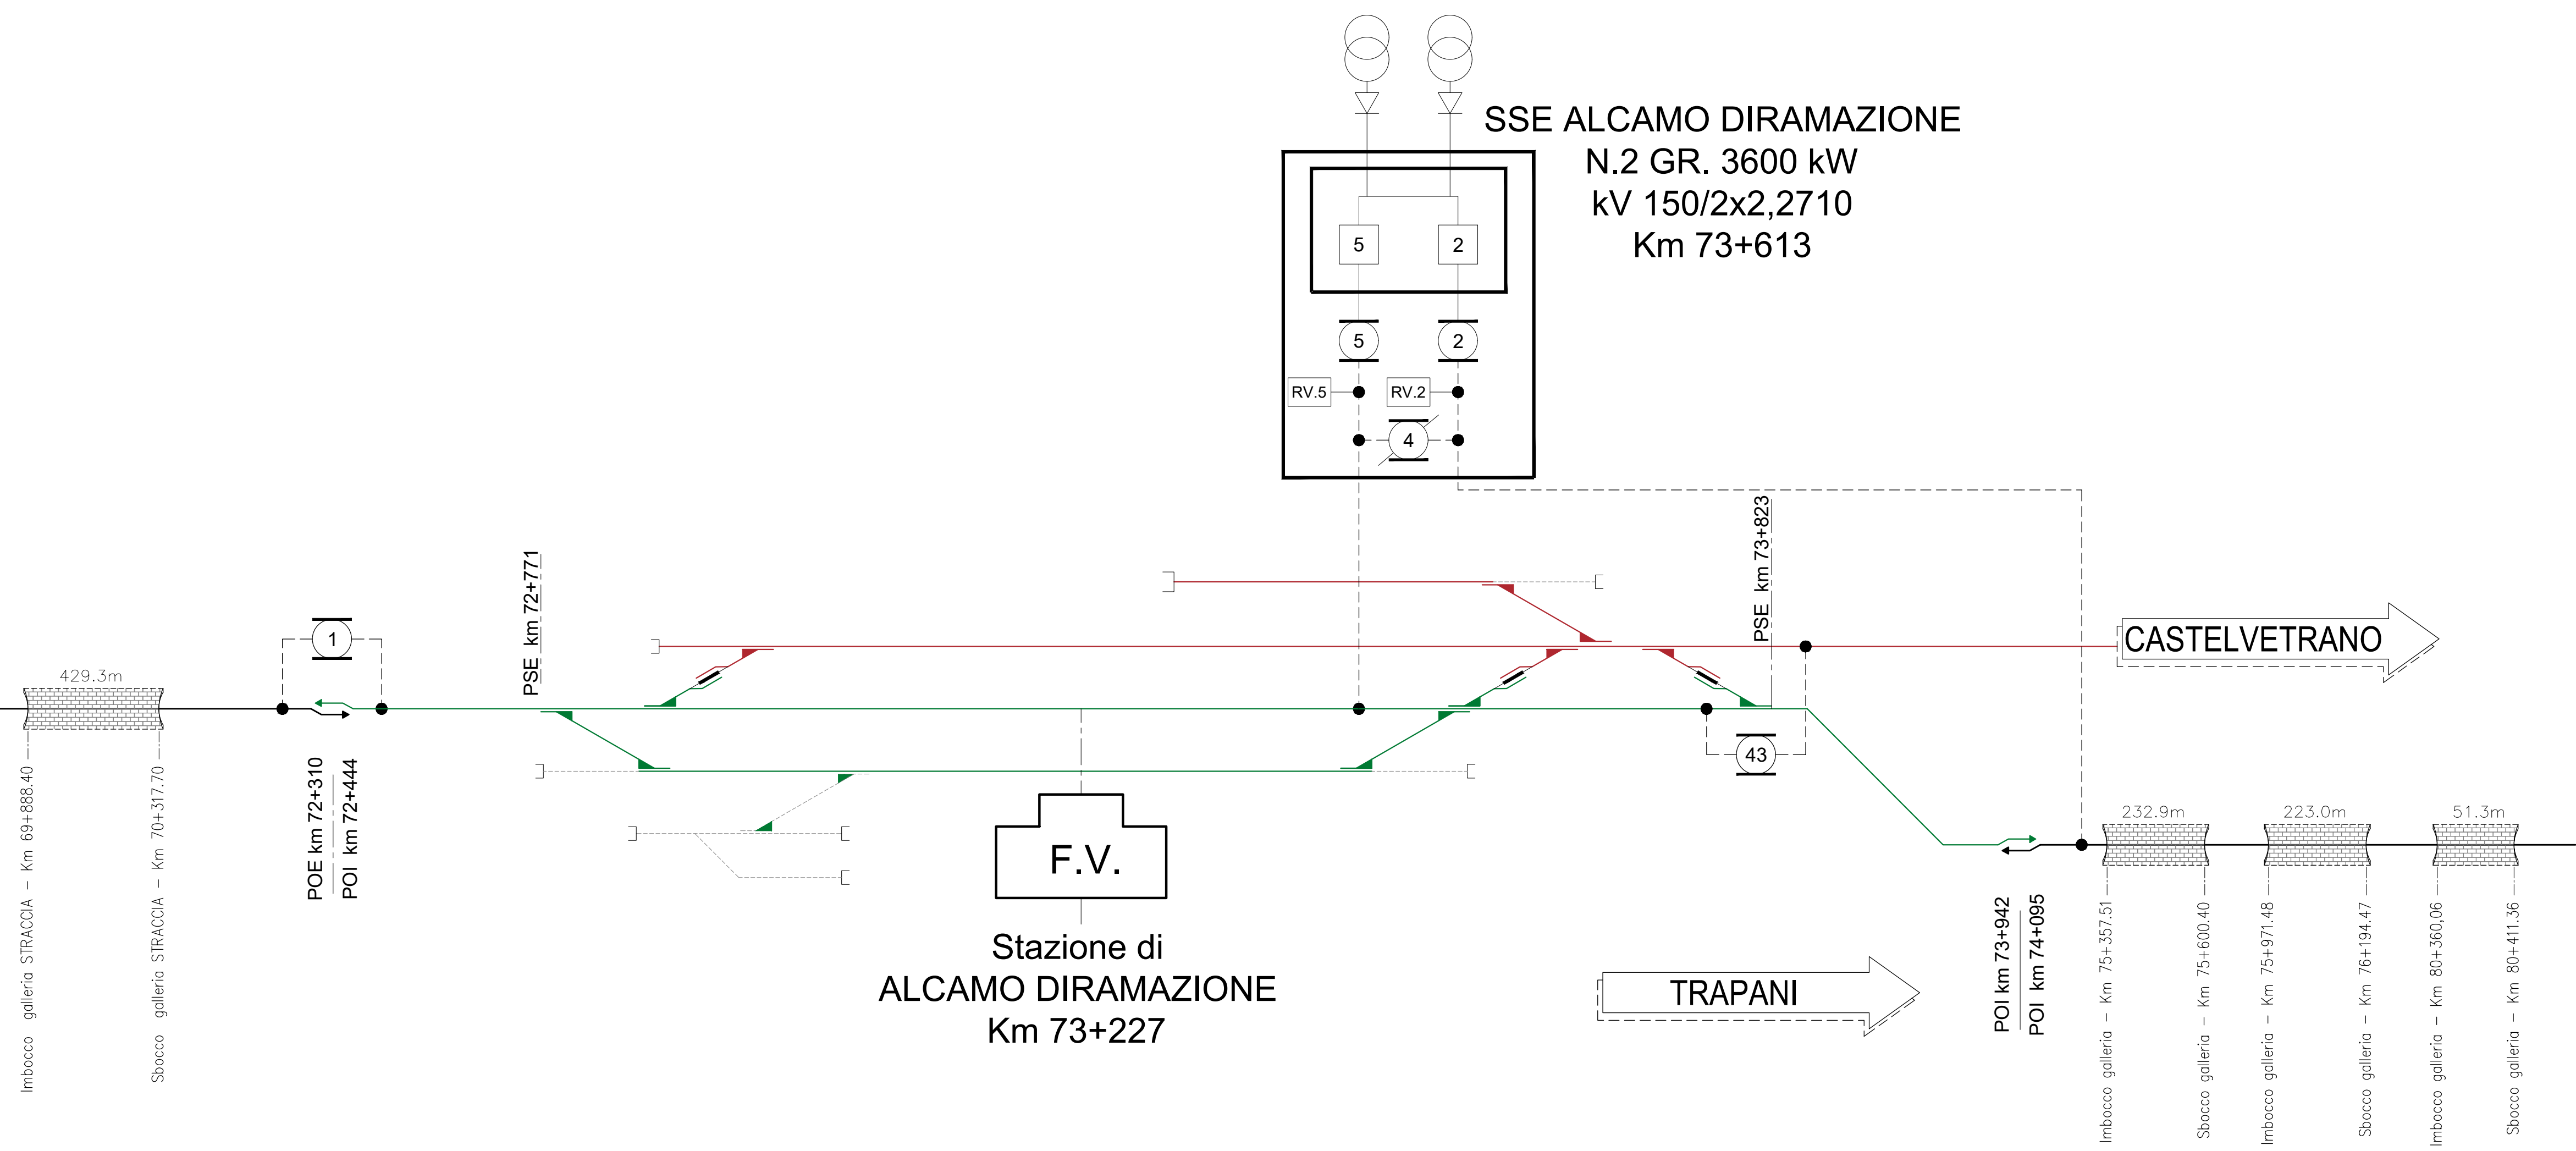 SSE ALCAMO DIRAMAZIONE
N.2 GR. 3600 kW
kV 150/2x2,2710
Km 73+613
5
2
5
2
RV.5
RV.2
4
PSE km 72+771
PSE km 73+823
1
CASTELVETRANO
429.3m
43
POE km 72+310
POI km 72+444
Imbocco galleria STRACCIA - Km 69+888.40
Sbocco galleria STRACCIA - Km 70+317.70
F.V.
Stazione di
ALCAMO DIRAMAZIONE
Km 73+227
TRAPANI
POI km 73+942
POI km 74+095
232.9m
223.0m
51.3m
Imbocco galleria - Km 75+357.51
Sbocco galleria - Km 75+600.40
Imbocco galleria - Km 75+971.48
Sbocco galleria - Km 76+194.47
Imbocco galleria - Km 80+360,06
Sbocco galleria - Km 80+411.36